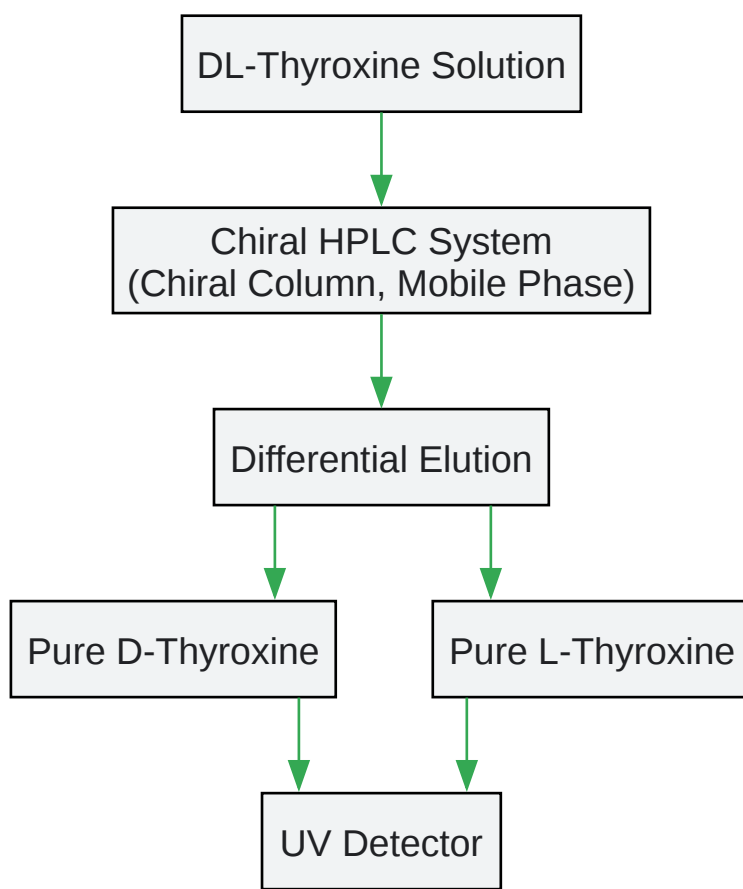 DL-Thyroxine Solution
Chiral HPLC System
(Chiral Column, Mobile Phase)
Differential Elution
Pure D-Thyroxine
Pure L-Thyroxine
UV Detector